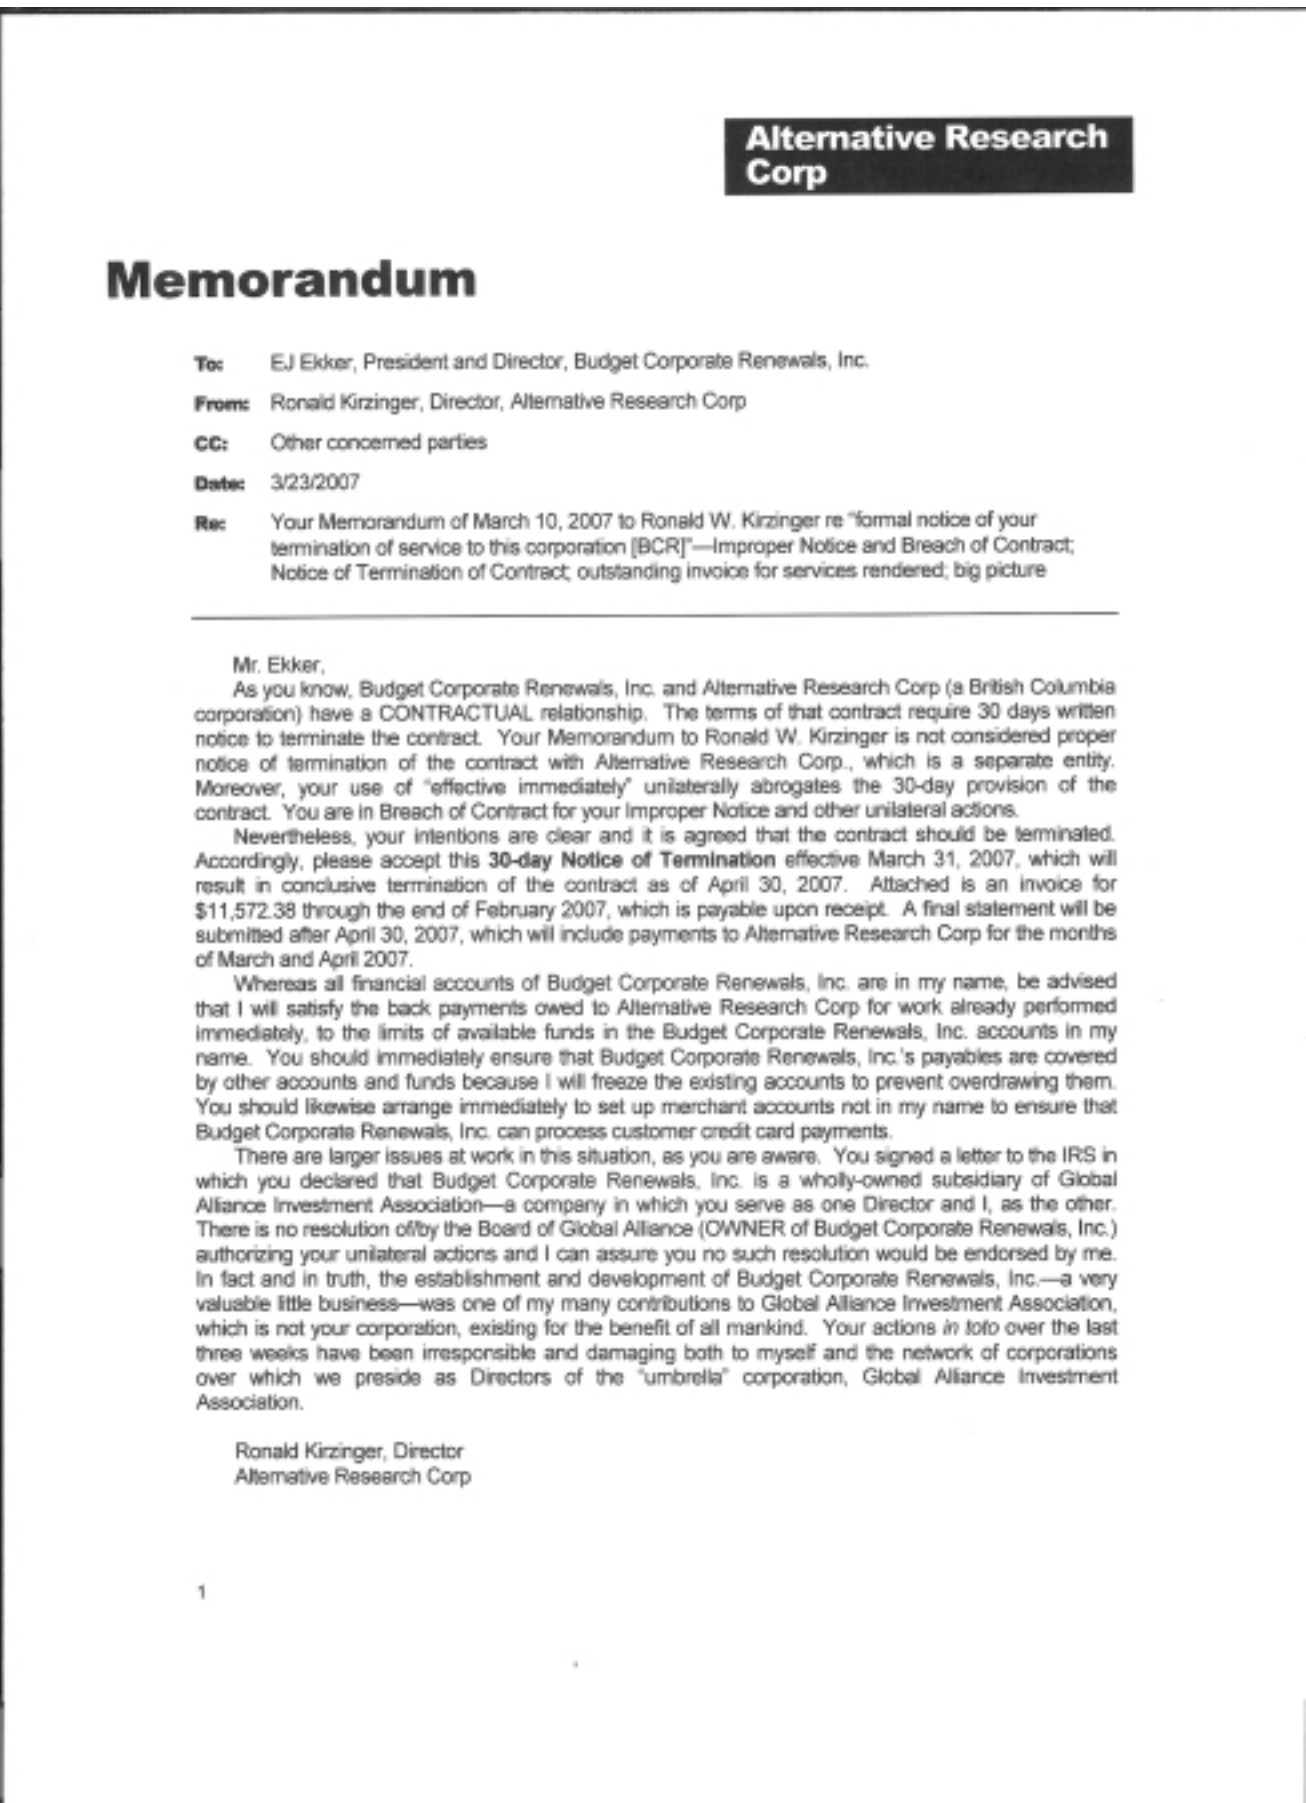 Alternative Research
Corp
Memorandum
To: EJ Ekker, President and Director, Budget Corporate Renewals, Inc.
From: Ronald Kirzinger, Director, Alternative Research Corp
CC: Other concerned parties
Date: 3/23/2007
Re: Your Memorandum of March 10, 2007 to Ronald W. Kirzinger re "formal notice of your
termination of service to this corporation [BCR]"—Improper Notice and Breach of Contract;
Notice of Termination of Contract; outstanding invoice for services rendered; big picture
Mr. Ekker,
As you know, Budget Corporate Renewals, Inc. and Alternative Research Corp (a British Columbia
corporation) have a CONTRACTUAL relationship. The terms of that contract require 30 days written
notice to terminate the contract. Your Memorandum to Ronald W. Kirzinger is not considered proper
notice of termination of the contract with Alternative Research Corp., which is a separate entity.
Moreover, your use of "effective immediately" unilaterally abrogates the 30-day provision of the
contract. You are in Breach of Contract for your Improper Notice and other unilateral actions.
Nevertheless, your intentions are clear and it is agreed that the contract should be terminated.
Accordingly, please accept this 30-day Notice of Termination effective March 31, 2007, which will
result in conclusive termination of the contract as of April 30, 2007. Attached is an invoice for
$11,572.38 through the end of February 2007, which is payable upon receipt. A final statement will be
submitted after April 30, 2007, which will include payments to Alternative Research Corp for the months
of March and April 2007.
Whereas all financial accounts of Budget Corporate Renewals, Inc. are in my name, be advised
that I will satisfy the back payments owed to Alternative Research Corp for work already performed
immediately, to the limits of available funds in the Budget Corporate Renewals, Inc. accounts in my
name. You should immediately ensure that Budget Corporate Renewals, Inc.'s payables are covered
by other accounts and funds because I will freeze the existing accounts to prevent overdrawing them.
You should likewise arrange immediately to set up merchant accounts not in my name to ensure that
Budget Corporate Renewals, Inc. can process customer credit card payments.
There are larger issues at work in this situation, as you are aware. You signed a letter to the IRS in
which you declared that Budget Corporate Renewals, Inc. is a wholly-owned subsidiary of Global
Alliance Investment Association—a company in which you serve as one Director and I, as the other.
There is no resolution of/by the Board of Global Alliance (OWNER of Budget Corporate Renewals, Inc.)
authorizing your unilateral actions and I can assure you no such resolution would be endorsed by me.
In fact and in truth, the establishment and development of Budget Corporate Renewals, Inc.—a very
valuable little business—was one of my many contributions to Global Alliance Investment Association,
which is not your corporation, existing for the benefit of all mankind. Your actions in toto over the last
three weeks have been irresponsible and damaging both to myself and the network of corporations
over which we preside as Directors of the "umbrella" corporation, Global Alliance Investment
Association.
Ronald Kirzinger, Director
Alternative Research Corp
1